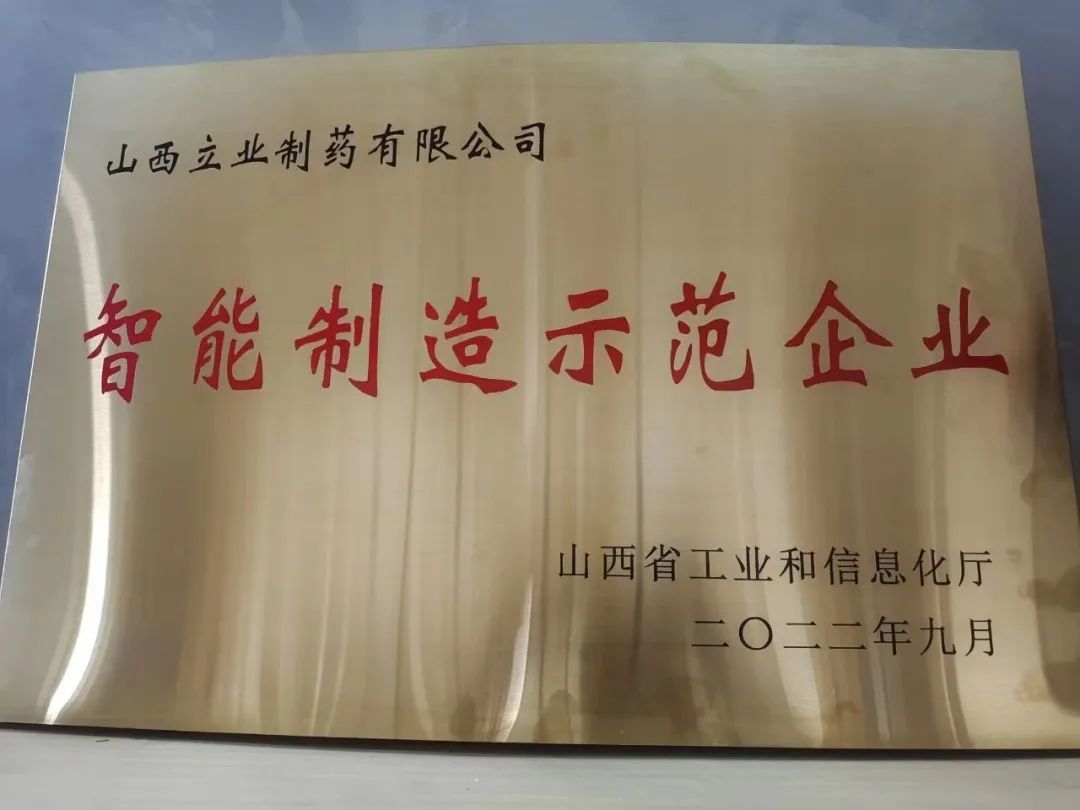 山西立业制药有限公司
智能制造示范企业
山西省工业和信息化厅
二〇二二年九月